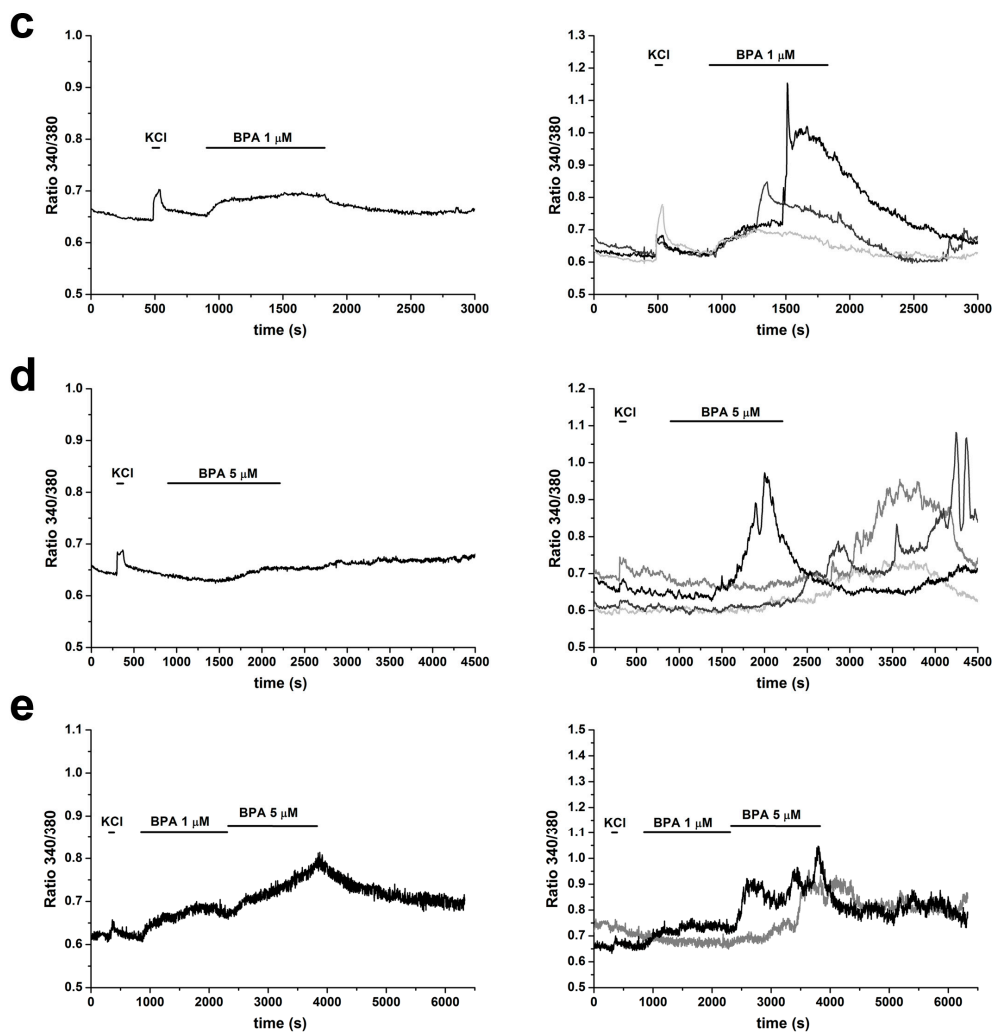 c
1.0
0.9
0.8
0.7
0.6
0.5
Ratio 340/380
KCl
BPA 1 μM
0 500 1000 1500 2000 2500 3000
time (s)
1.3
1.2
1.1
1.0
0.9
0.8
0.7
0.6
0.5
Ratio 340/380
KCl
BPA 1 μM
0 500 1000 1500 2000 2500 3000
time (s)
d
1.0
0.9
0.8
0.7
0.6
0.5
Ratio 340/380
KCl
BPA 5 μM
0 500 1000 1500 2000 2500 3000 3500 4000 4500
time (s)
1.2
1.1
1.0
0.9
0.8
0.7
0.6
0.5
Ratio 340/380
KCl
BPA 5 μM
0 500 1000 1500 2000 2500 3000 3500 4000 4500
time (s)
e
1.1
1.0
0.9
0.8
0.7
0.6
0.5
Ratio 340/380
KCl
BPA 1 μM
BPA 5 μM
0 1000 2000 3000 4000 5000 6000
time (s)
1.5
1.4
1.3
1.2
1.1
1.0
0.9
0.8
0.7
0.6
0.5
Ratio 340/380
KCl
BPA 1 μM
BPA 5 μM
0 1000 2000 3000 4000 5000 6000
time (s)